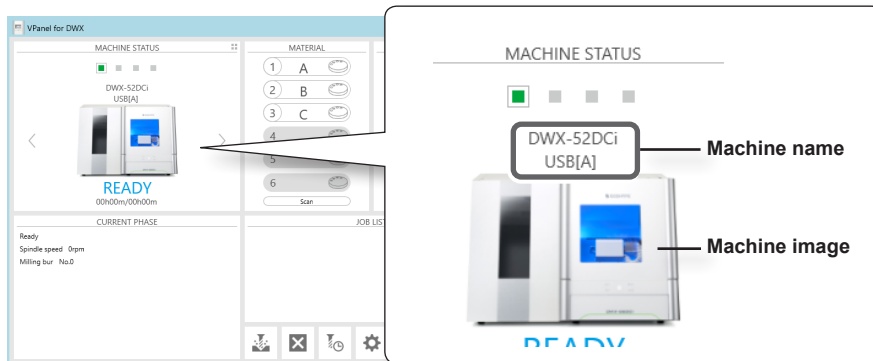 VPanel for DWX
MACHINE STATUS
DWX-52DCi
USB[A]
READY
00h00m/00h00m
MATERIAL
1 A
2 B
3 C
4
5
6
Scan
CURRENT PHASE
Ready
Spindle speed 0rpm
Milling bur No.0
JOB LIST
MACHINE STATUS
DWX-52DCi
USB[A]
Machine name
Machine image
READY